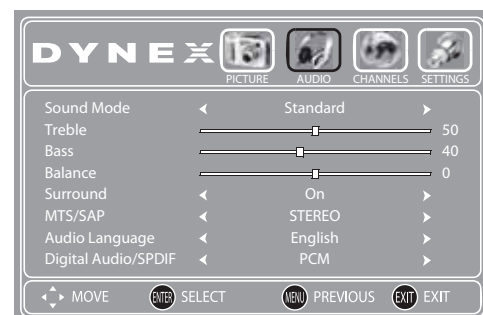 DYNEX
PICTURE AUDIO CHANNELS SETTINGS
Sound Mode Standard
Treble 50
Bass 40
Balance 0
Surround On
MTS/SAP STEREO
Audio Language English
Digital Audio/SPDIF PCM
MOVE ENTER SELECT MENU PREVIOUS EXIT EXIT